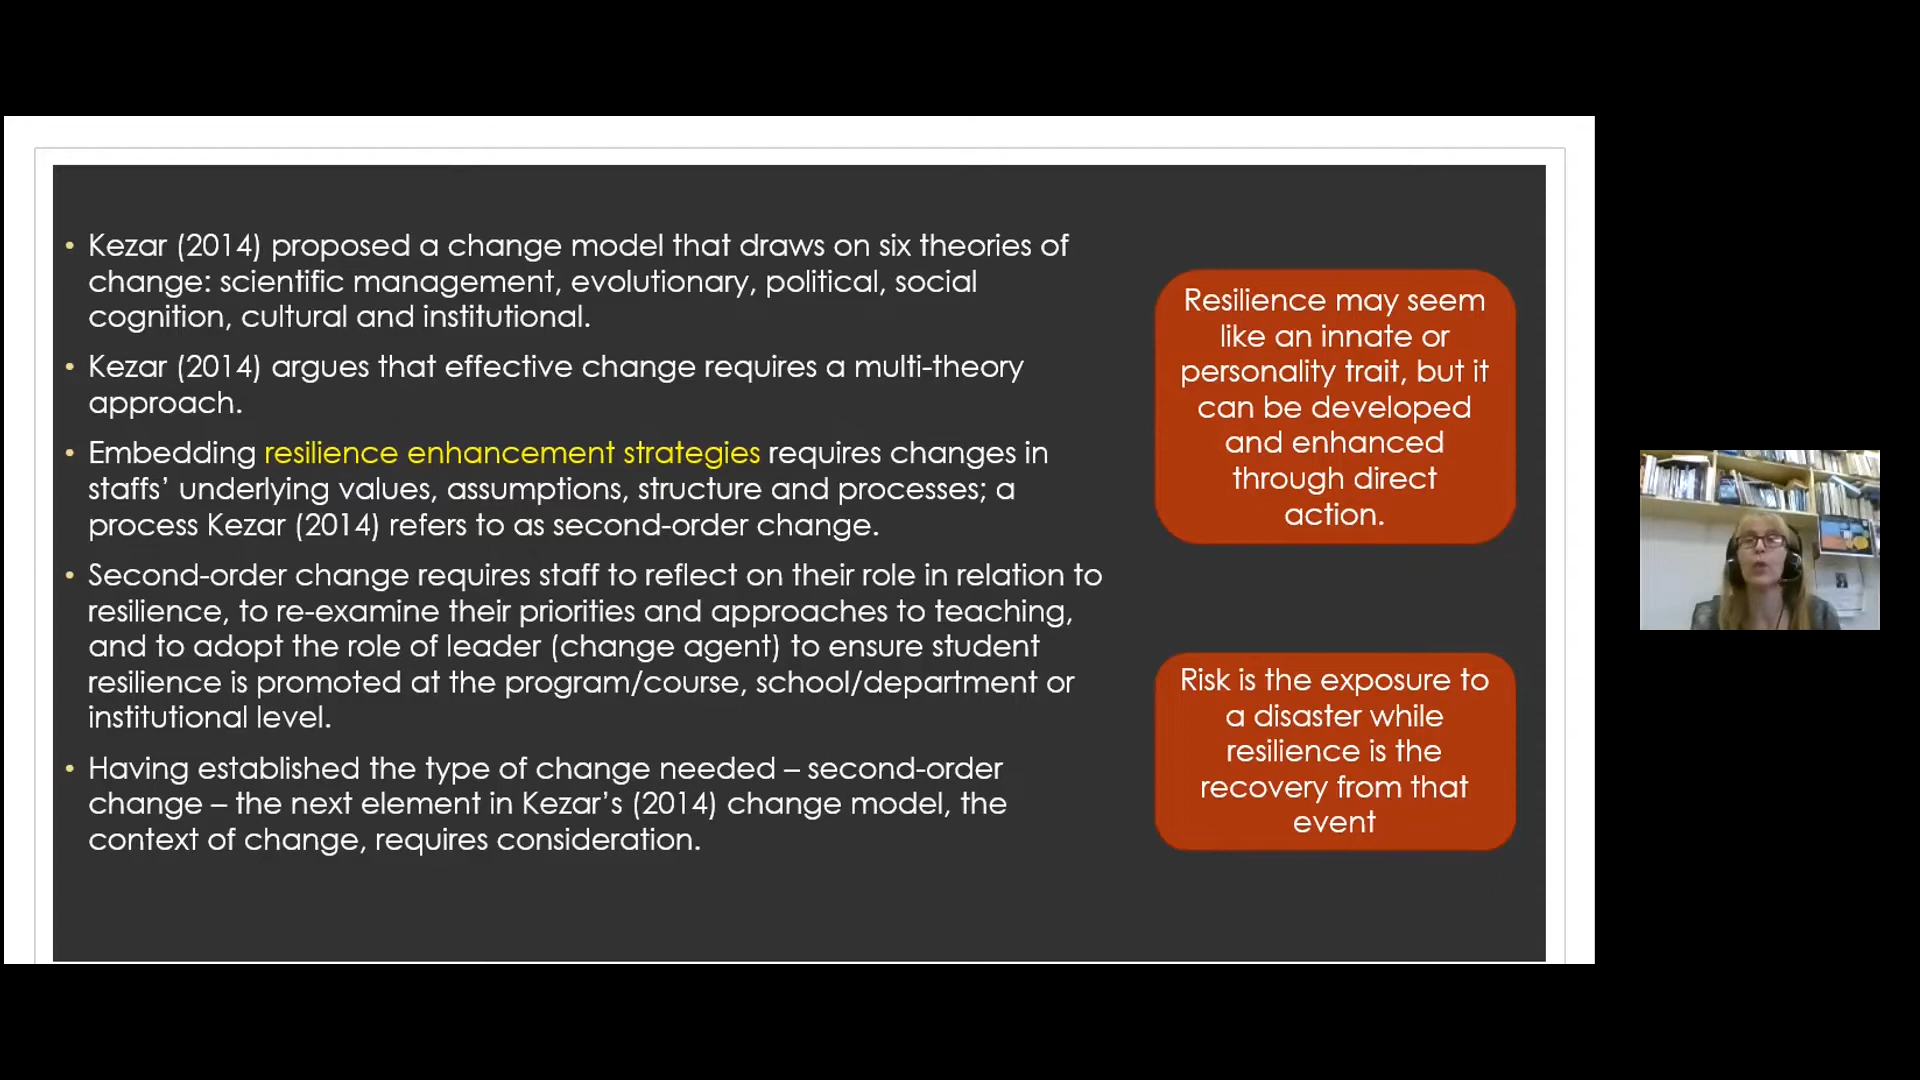 • Kezar (2014) proposed a change model that draws on six theories of
change: scientific management, evolutionary, political, social
cognition, cultural and institutional.
• Kezar (2014) argues that effective change requires a multi-theory
approach.
• Embedding resilience enhancement strategies requires changes in
staffs’ underlying values, assumptions, structure and processes; a
process Kezar (2014) refers to as second-order change.
• Second-order change requires staff to reflect on their role in relation to
resilience, to re-examine their priorities and approaches to teaching,
and to adopt the role of leader (change agent) to ensure student
resilience is promoted at the program/course, school/department or
institutional level.
• Having established the type of change needed – second-order
change – the next element in Kezar’s (2014) change model, the
context of change, requires consideration.
Resilience may seem
like an innate or
personality trait, but it
can be developed
and enhanced
through direct
action.
Risk is the exposure to
a disaster while
resilience is the
recovery from that
event